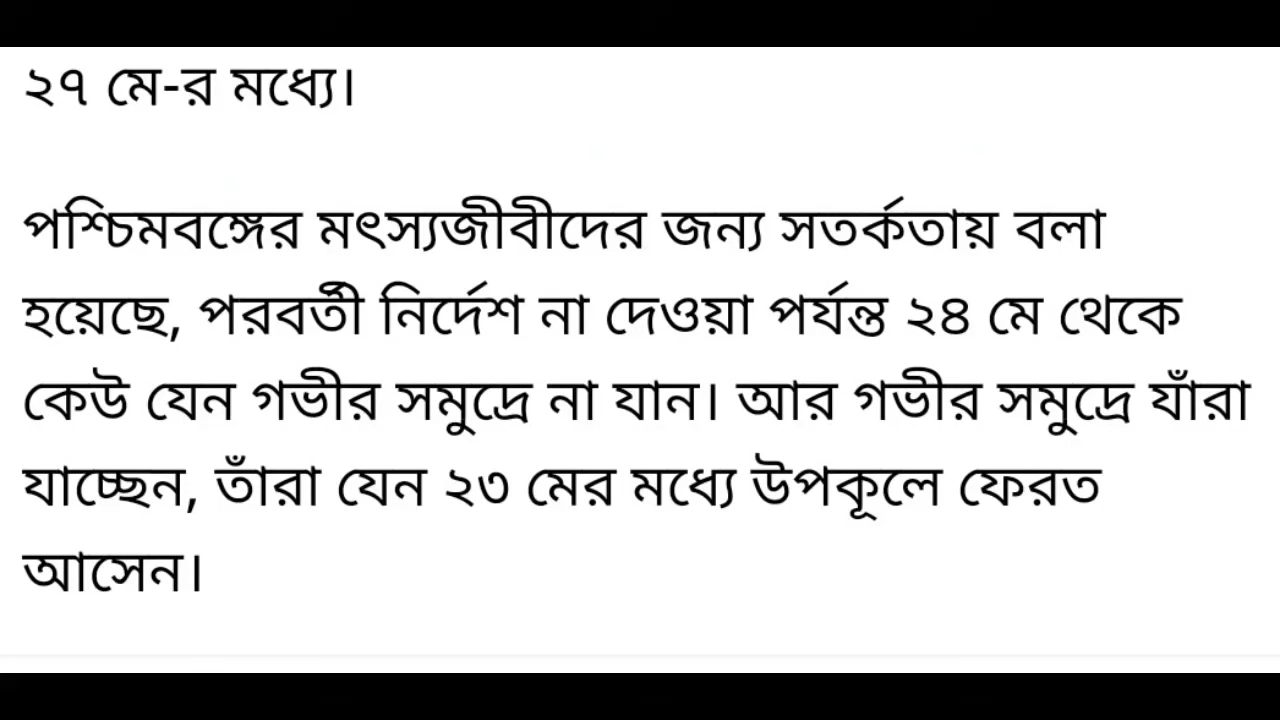 ২৭ মে-র মধ্যে।
পশ্চিমবঙ্গের মৎস্যজীবীদের জন্য সতর্কতায় বলা
হয়েছে, পরবর্তী নির্দেশ না দেওয়া পর্যন্ত ২৪ মে থেকে
কেউ যেন গভীর সমুদ্রে না যান। আর গভীর সমুদ্রে যাঁরা
যাচ্ছেন, তাঁরা যেন ২৩ মের মধ্যে উপকূলে ফেরত
আসেন।